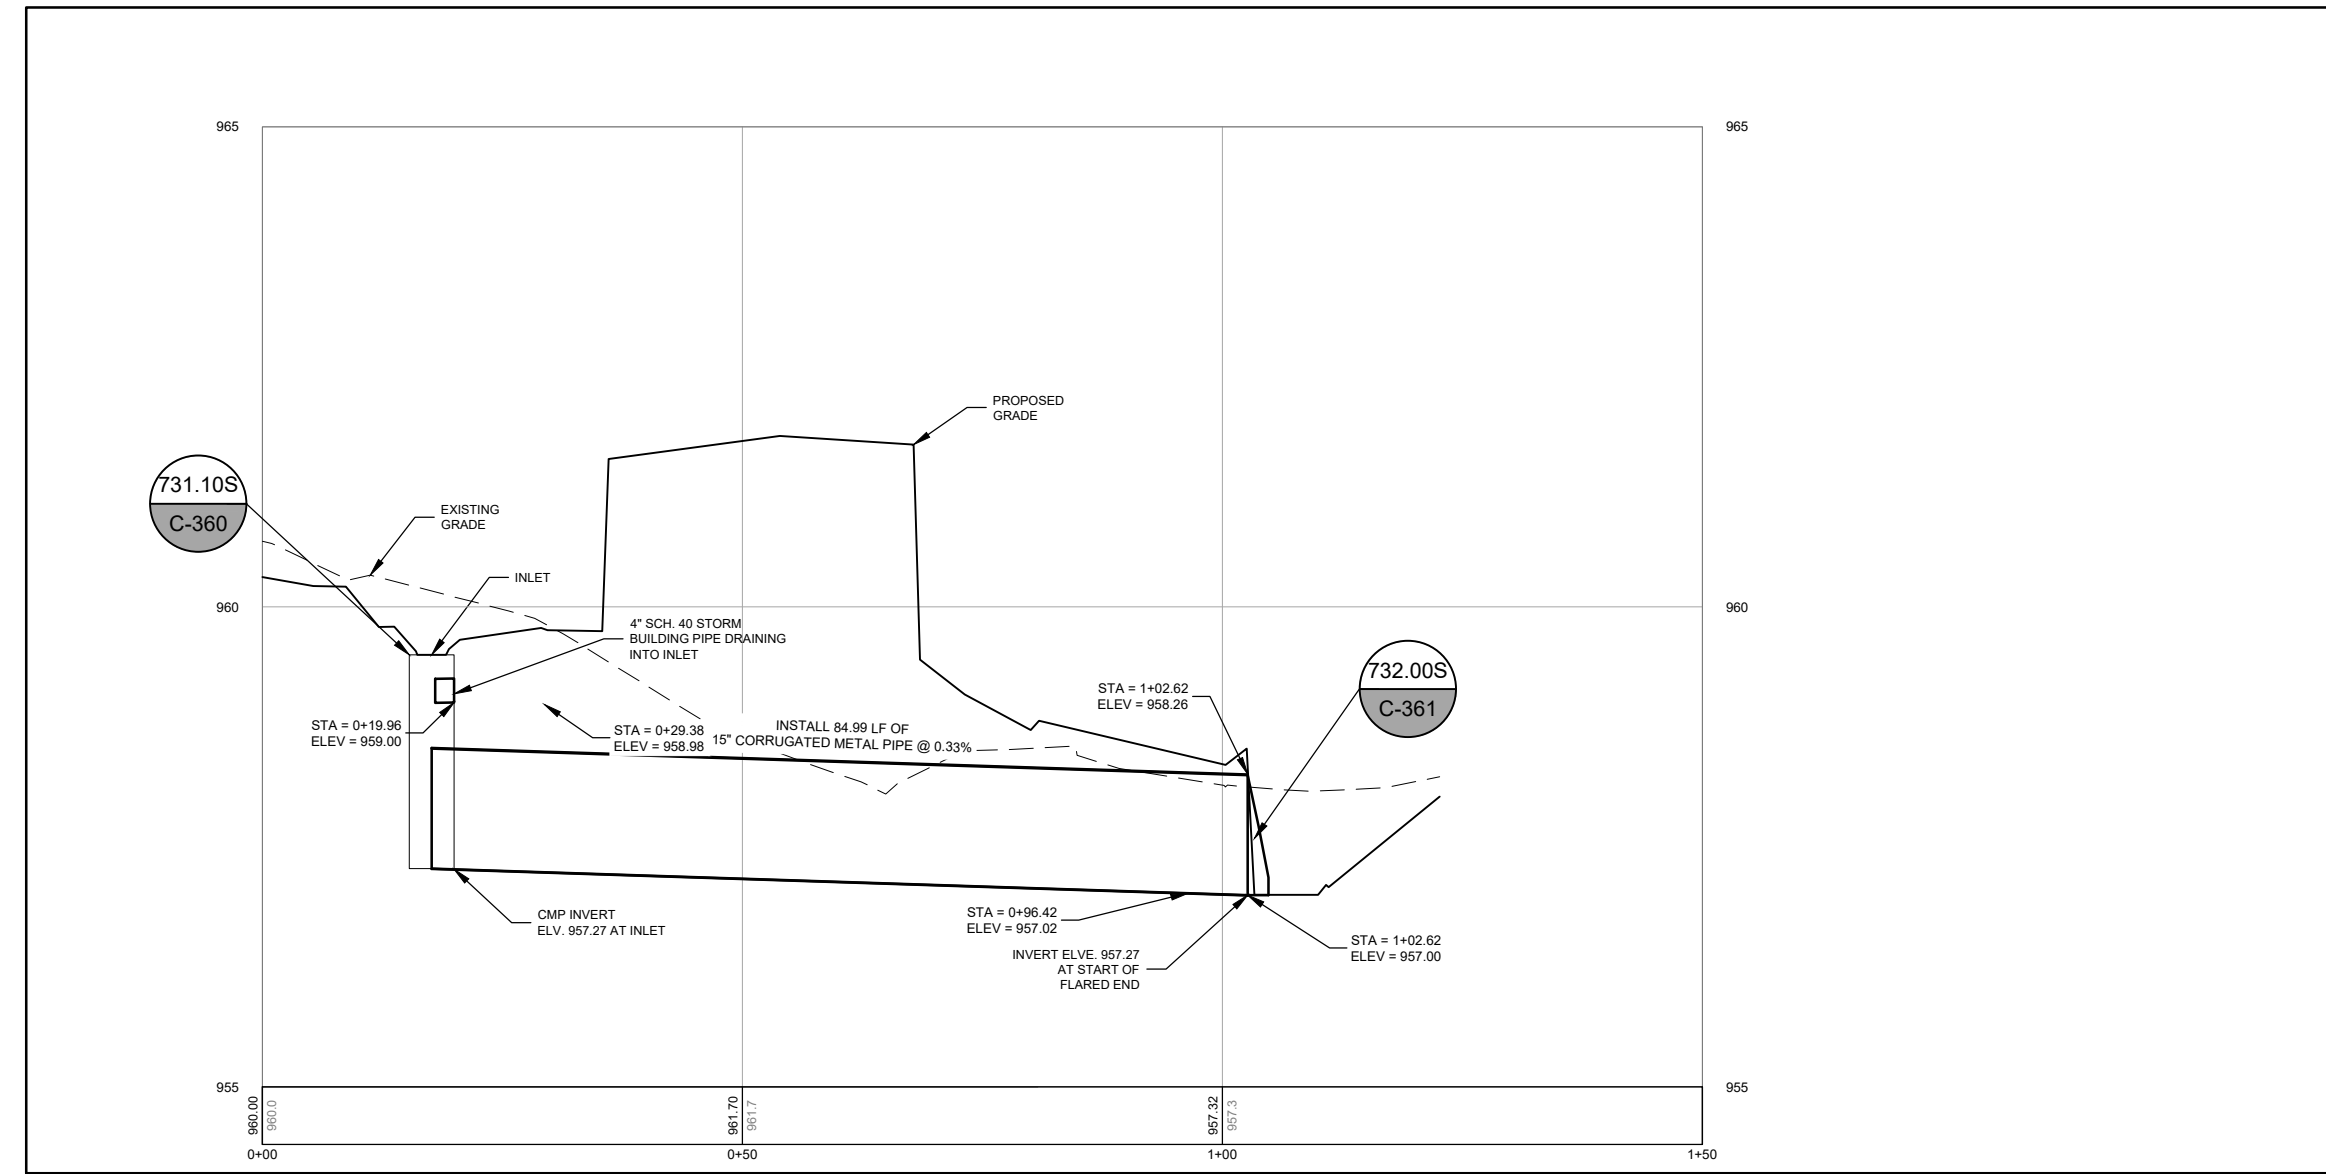 965
965
PROPOSED
GRADE
731.10S
C-360
EXISTING
GRADE
INLET
960
960
4" SCH. 40 STORM
BUILDING PIPE DRAINING
INTO INLET
732.00S
C-361
STA = 1+02.62
ELEV = 958.26
STA = 0+19.96
ELEV = 959.00
STA = 0+29.38
ELEV = 958.98
INSTALL 84.99 LF OF
15" CORRUGATED METAL PIPE @ 0.33%
CMP INVERT
ELV. 957.27 AT INLET
STA = 0+96.42
ELEV = 957.02
STA = 1+02.62
ELEV = 957.00
INVERT ELVE. 957.27
AT START OF
FLARED END
955
955
960.00
960.0
961.70
961.7
957.32
957.3
0+00
0+50
1+00
1+50